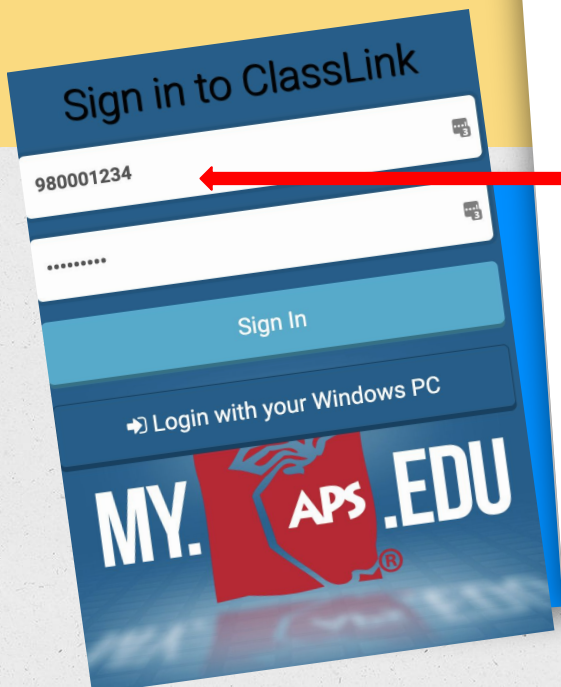 Sign in to ClassLink
980001234
•••••••••
Sign In
Login with your Windows PC
MY. APS .EDU
®